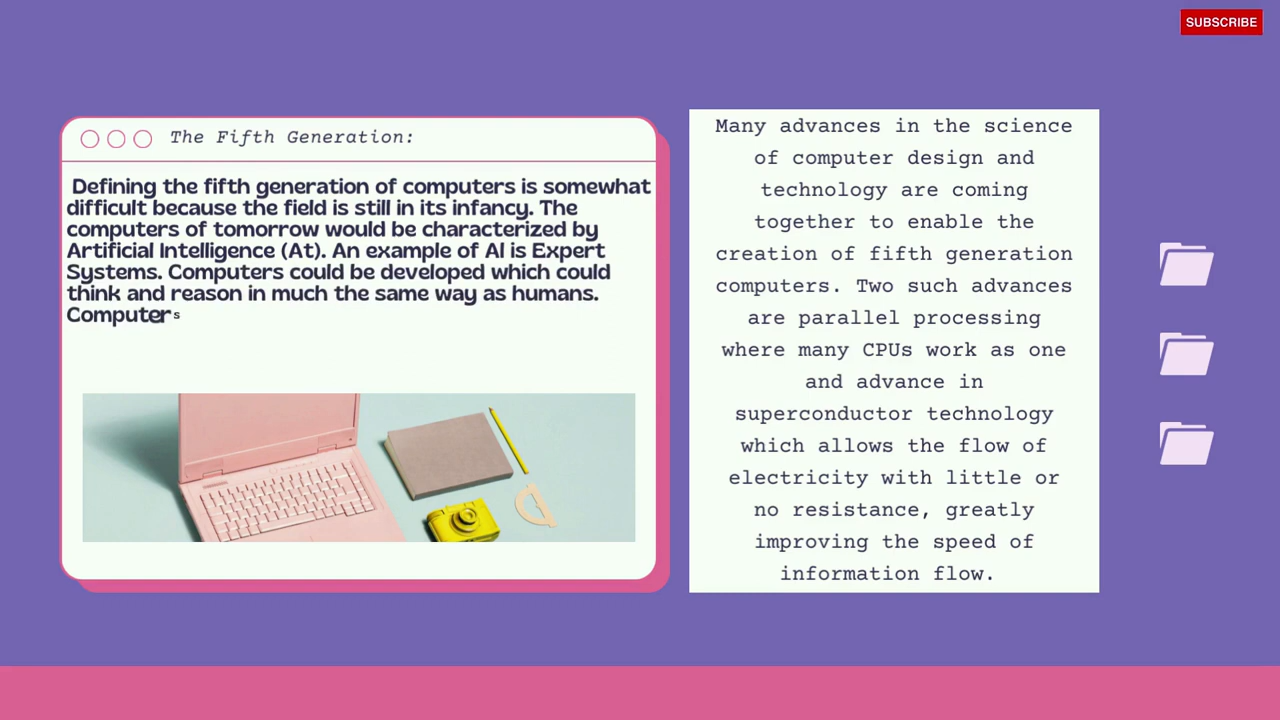 SUBSCRIBE
The Fifth Generation:
Defining the fifth generation of computers is somewhat
difficult because the field is still in its infancy. The
computers of tomorrow would be characterized by
Artificial Intelligence (At). An example of Al is Expert
Systems. Computers could be developed which could
think and reason in much the same way as humans.
Computers
Many advances in the science
of computer design and
technology are coming
together to enable the
creation of fifth generation
computers. Two such advances
are parallel processing
where many CPUs work as one
and advance in
superconductor technology
which allows the flow of
electricity with little or
no resistance, greatly
improving the speed of
information flow.